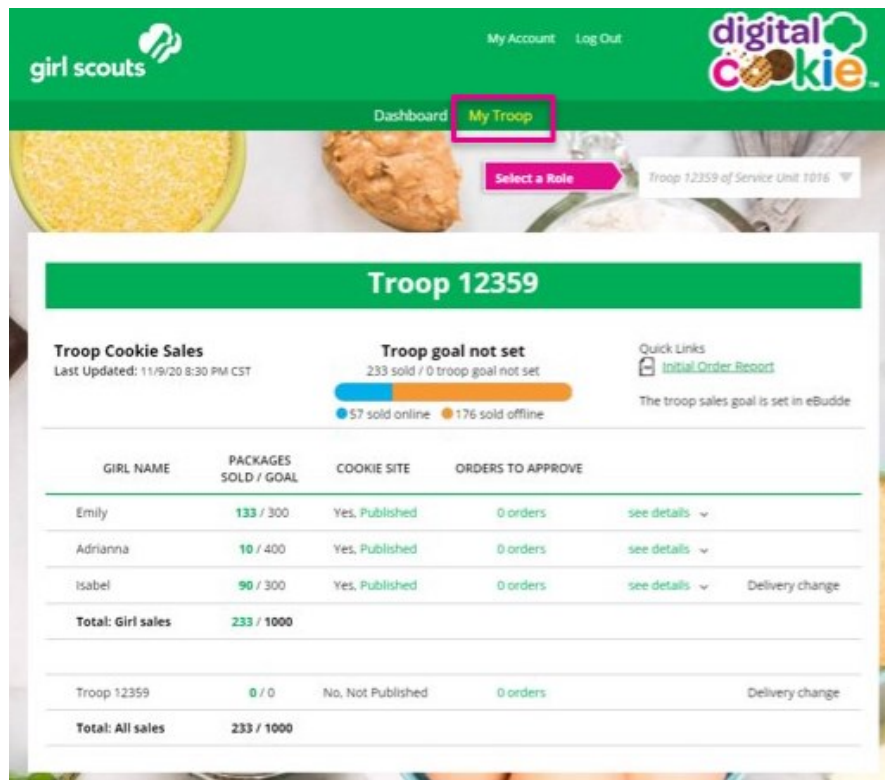 girl scouts
My Account Log Out
digital cookie™
Dashboard My Troop
Select a Role
Troop 12359 of Service Unit 1016
Troop 12359
Troop Cookie Sales
Last Updated: 11/9/20 8:30 PM CST
Troop goal not set
233 sold / 0 troop goal not set
57 sold online 176 sold offline
Quick Links
Initial Order Report
The troop sales goal is set in eBudde
GIRL NAME PACKAGES SOLD / GOAL COOKIE SITE ORDERS TO APPROVE
Emily 133 / 300 Yes, Published 0 orders see details
Adrianna 10 / 400 Yes, Published 0 orders see details
Isabel 90 / 300 Yes, Published 0 orders see details Delivery change
Total: Girl sales 233 / 1000
Troop 12359 0 / 0 No, Not Published 0 orders Delivery change
Total: All sales 233 / 1000